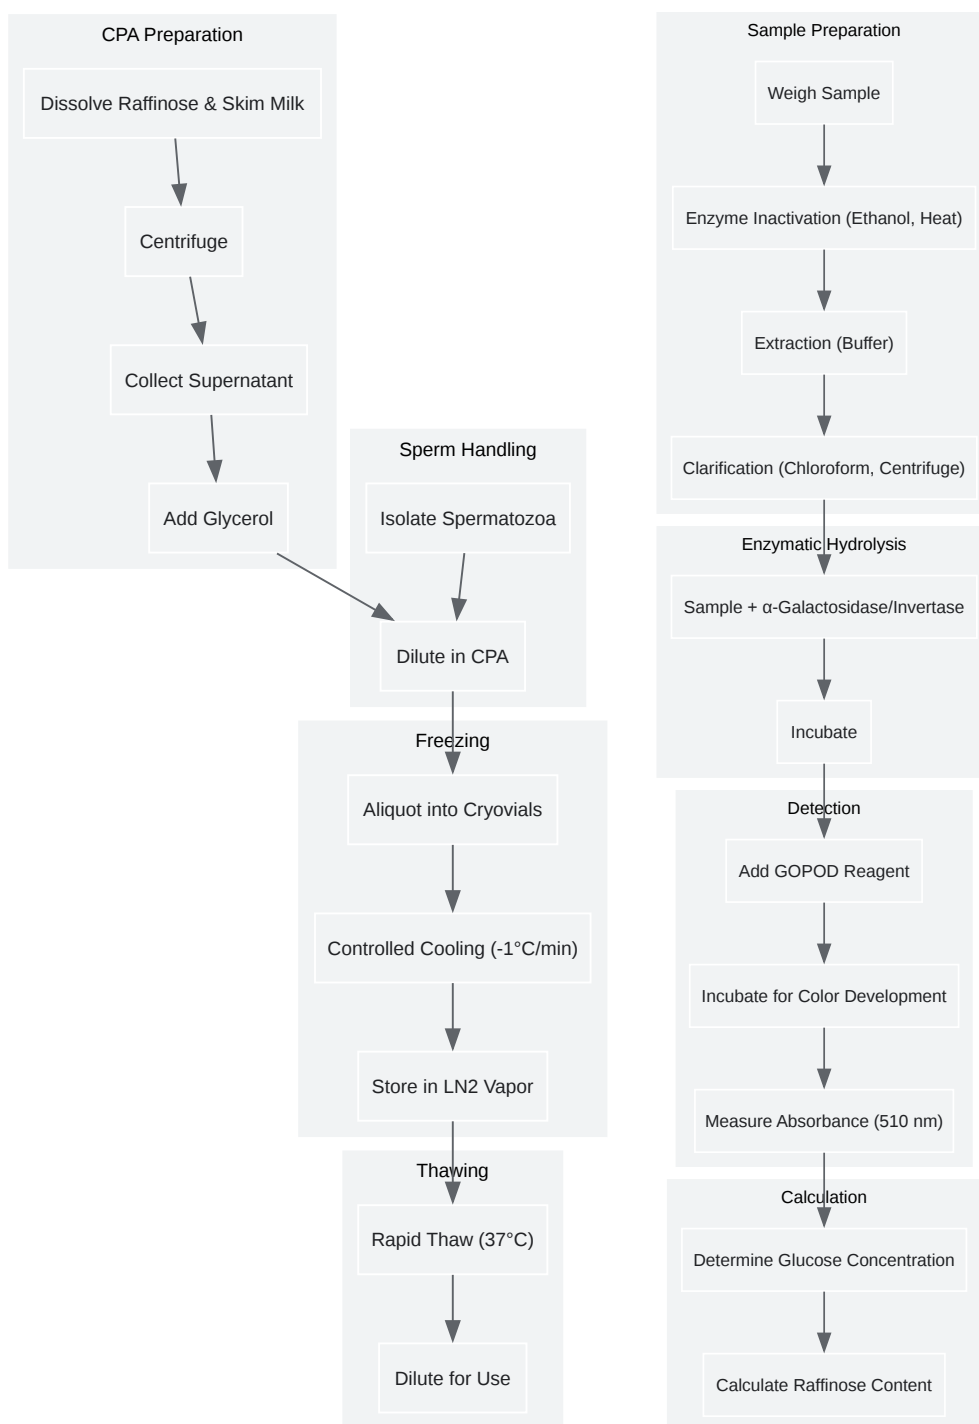 CPA Preparation
Dissolve Raffinose & Skim Milk
Centrifuge
Collect Supernatant
Add Glycerol
Sperm Handling
Isolate Spermatozoa
Dilute in CPA
Freezing
Aliquot into Cryovials
Controlled Cooling (-1°C/min)
Store in LN2 Vapor
Thawing
Rapid Thaw (37°C)
Dilute for Use
Sample Preparation
Weigh Sample
Enzyme Inactivation (Ethanol, Heat)
Extraction (Buffer)
Clarification (Chloroform, Centrifuge)
Enzymatic Hydrolysis
Sample + α-Galactosidase/Invertase
Incubate
Detection
Add GOPOD Reagent
Incubate for Color Development
Measure Absorbance (510 nm)
Calculation
Determine Glucose Concentration
Calculate Raffinose Content